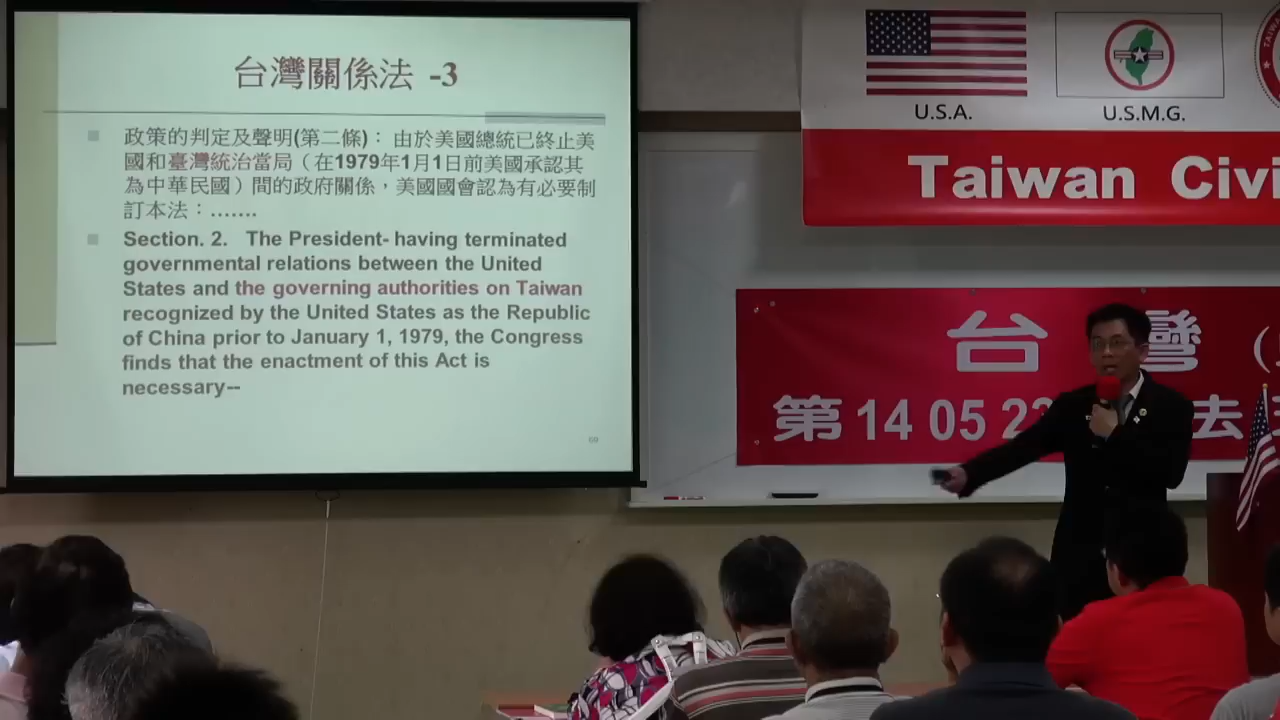 台灣關係法 -3
政策的判定及聲明(第二條)： 由於美國總統已終止美
國和臺灣統治當局（在1979年1月1日前美國承認其
為中華民國）間的政府關係，美國國會認為有必要制
訂本法：.......
Section. 2. The President- having terminated
governmental relations between the United
States and the governing authorities on Taiwan
recognized by the United States as the Republic
of China prior to January 1, 1979, the Congress
finds that the enactment of this Act is
necessary--
69
U.S.A.
U.S.M.G.
Taiwan Civi
台 灣
第 14 05 23 去